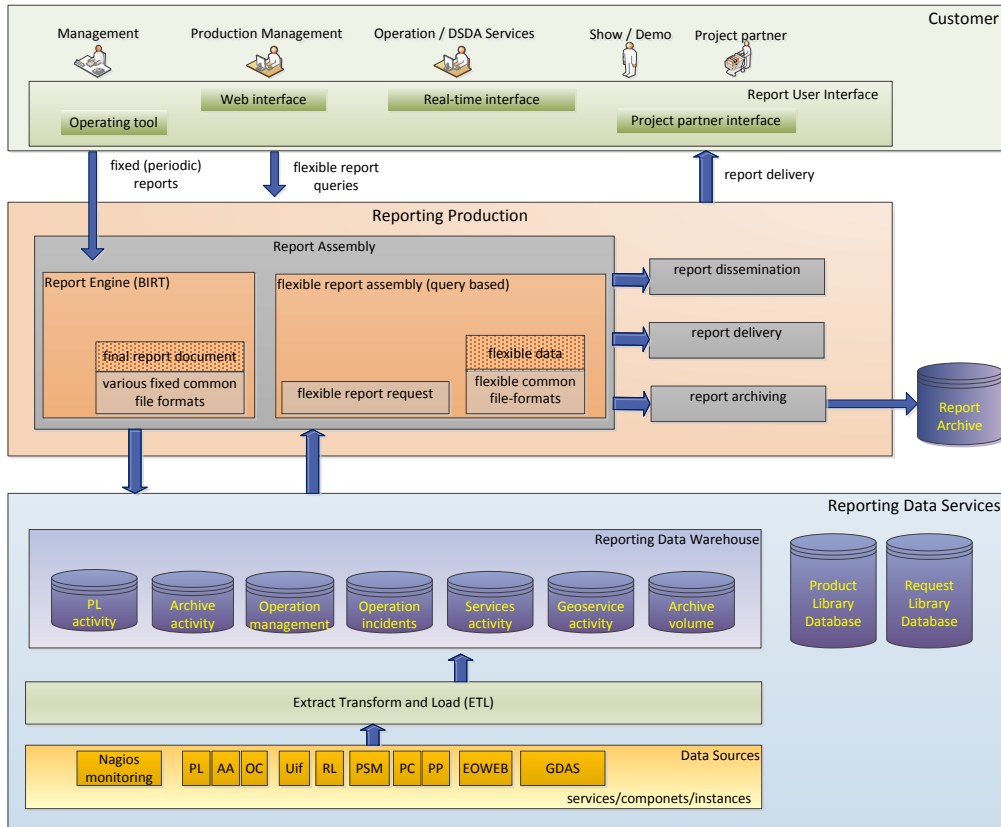 Customer
Management
Production Management
Operation / DSDA Services
Show / Demo
Project partner
Report User Interface
Web interface
Real-time interface
Operating tool
Project partner interface
fixed (periodic)
reports
flexible report
queries
report delivery
Reporting Production
Report Assembly
Report Engine (BIRT)
final report document
various fixed common
file formats
flexible report assembly (query based)
flexible report request
flexible data
flexible common
file-formats
report dissemination
report delivery
report archiving
Report
Archive
Reporting Data Services
Reporting Data Warehouse
PL
activity
Archive
activity
Operation
management
Operation
incidents
Services
activity
Geoservice
activity
Archive
volume
Product
Library
Database
Request
Library
Database
Extract Transform and Load (ETL)
Data Sources
Nagios
monitoring
PL
AA
OC
Uif
RL
PSM
PC
PP
EOWEB
GDAS
services/componets/instances